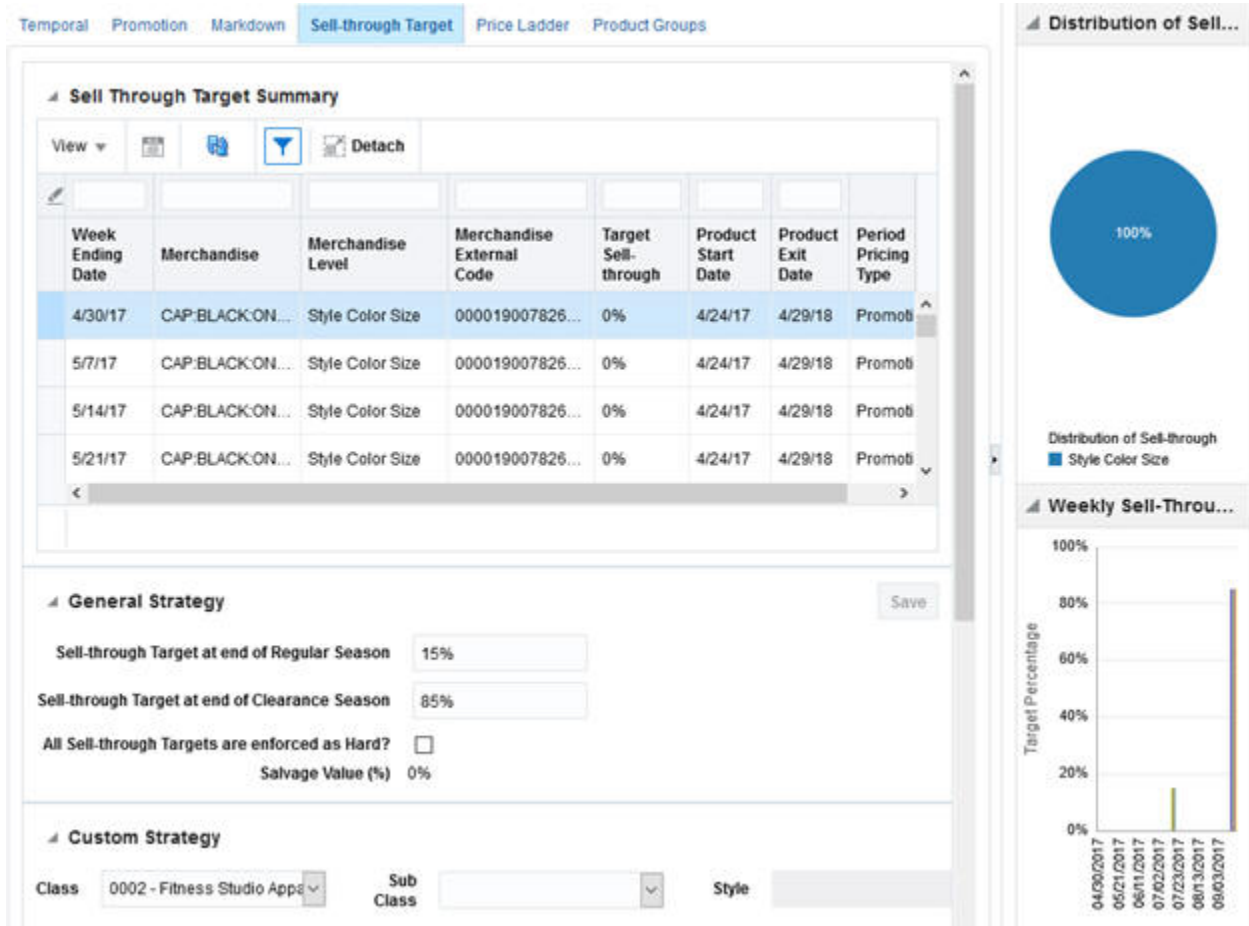 Temporal Promotion Markdown Sell-through Target Price Ladder Product Groups
Sell Through Target Summary
View Detach
Week Ending Date Merchandise Merchandise Level Merchandise External Code Target Sell-through Product Start Date Product Exit Date Period Pricing Type
4/30/17 CAP:BLACK:ON... Style Color Size 000019007826... 0% 4/24/17 4/29/18 Promoti
5/7/17 CAP:BLACK:ON... Style Color Size 000019007826... 0% 4/24/17 4/29/18 Promoti
5/14/17 CAP:BLACK:ON... Style Color Size 000019007826... 0% 4/24/17 4/29/18 Promoti
5/21/17 CAP:BLACK:ON... Style Color Size 000019007826... 0% 4/24/17 4/29/18 Promoti
General Strategy
Save
Sell-through Target at end of Regular Season 15%
Sell-through Target at end of Clearance Season 85%
All Sell-through Targets are enforced as Hard?
Salvage Value (%) 0%
Custom Strategy
Class 0002 - Fitness Studio Appa Sub Class Style
Distribution of Sell...
100%
Distribution of Sell-through
Style Color Size
Weekly Sell-Throu...
Target Percentage
100%
80%
60%
40%
20%
0%
04/30/2017
05/21/2017
06/11/2017
07/02/2017
07/23/2017
08/13/2017
09/03/2017